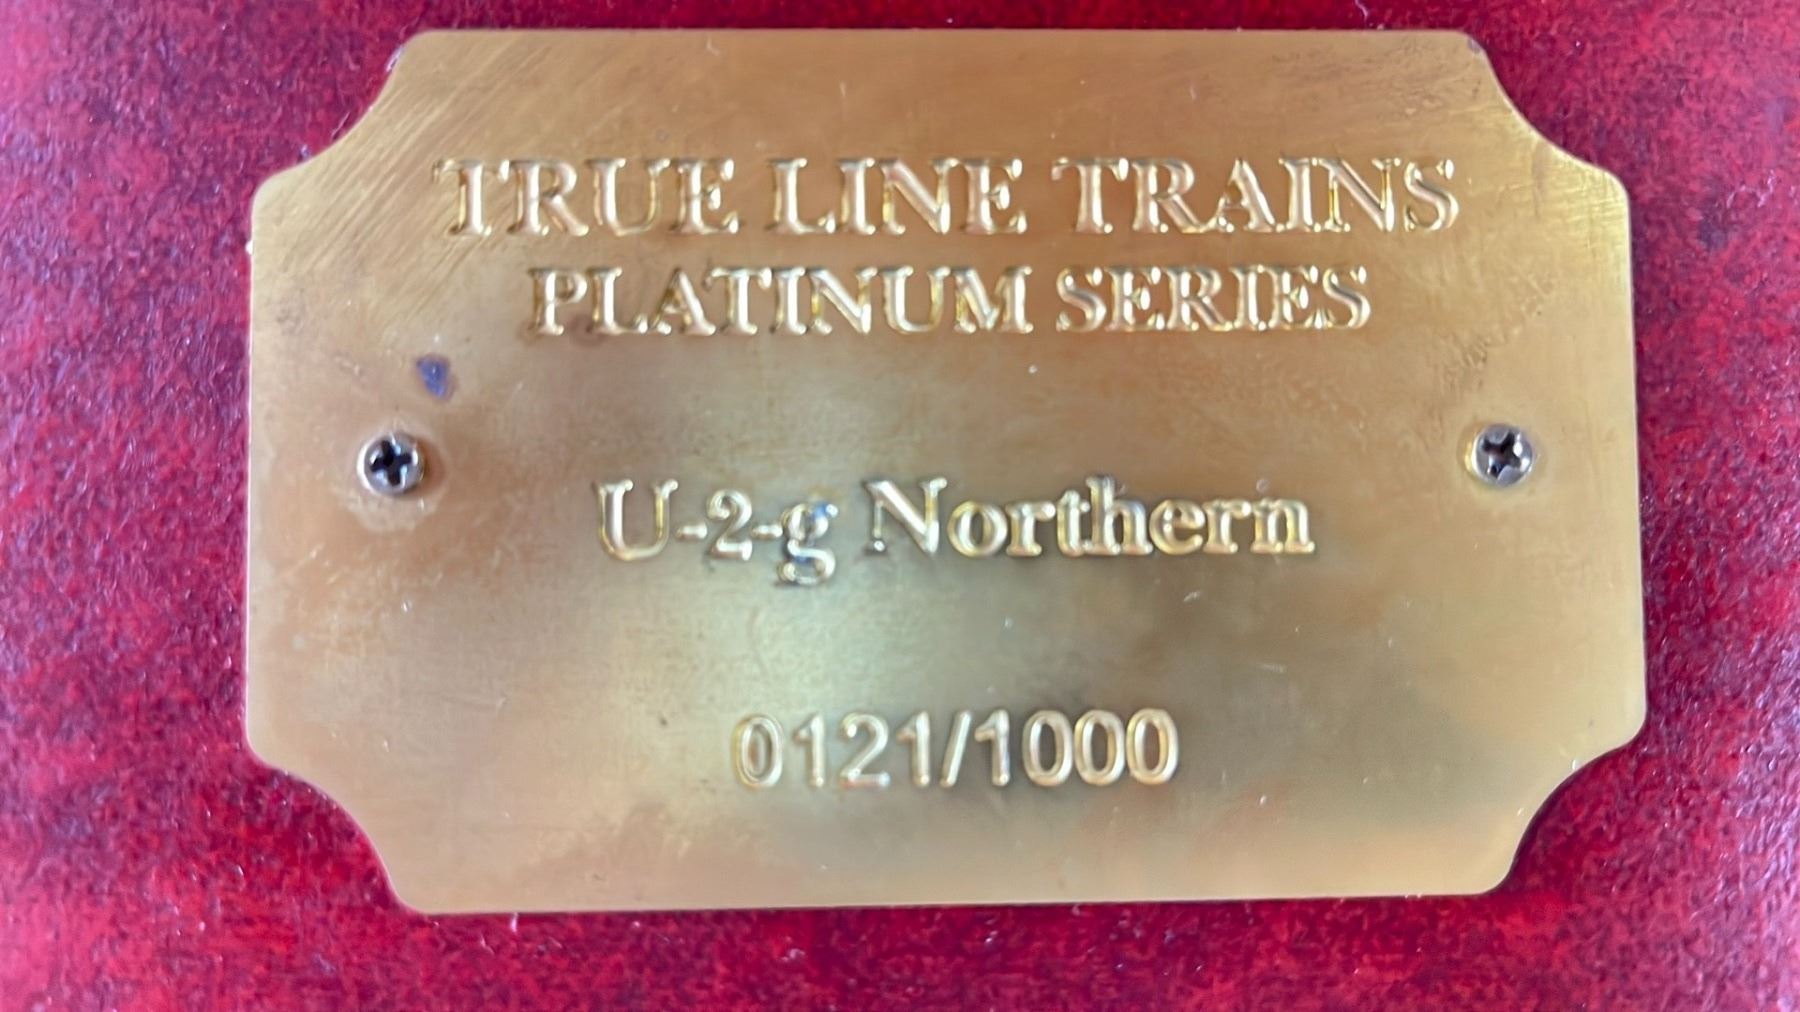 TRUE LINE TRAINS
PLATINUM SERIES
U-2-g Northern
0121/1000